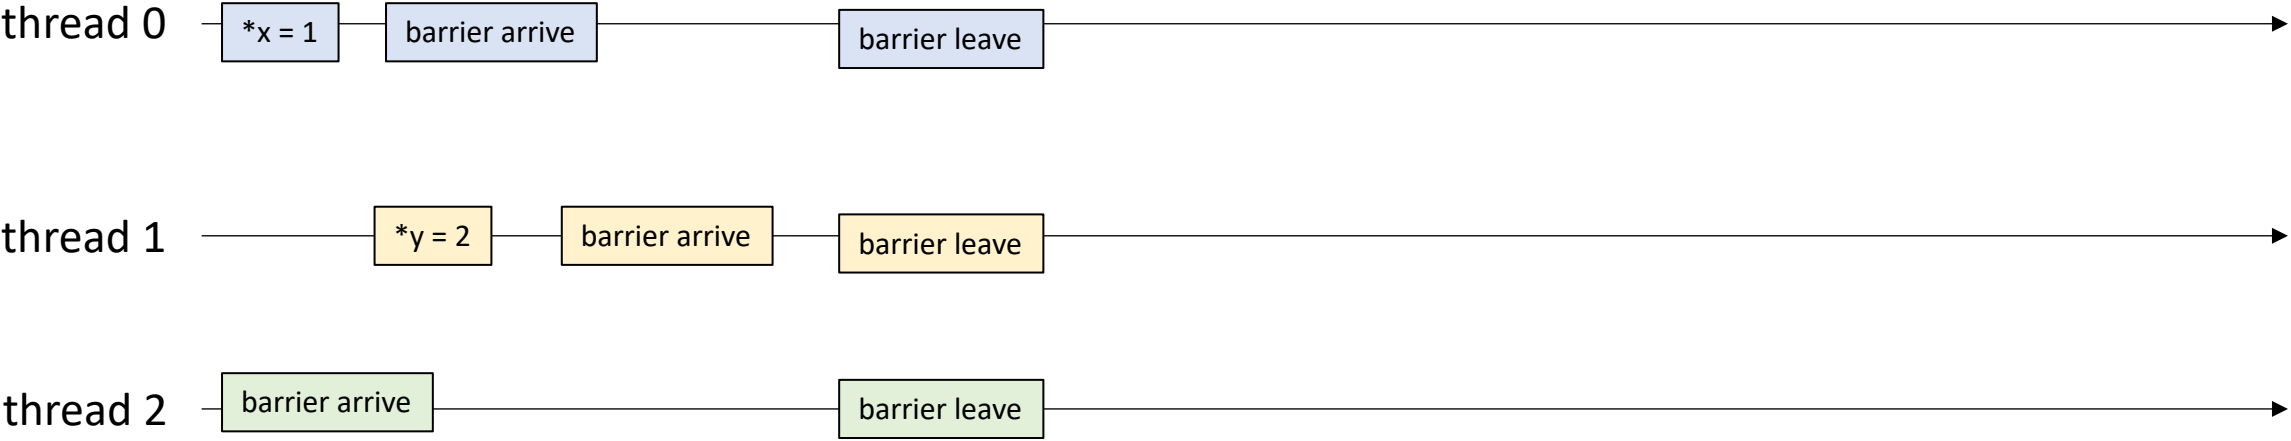 thread 0
*x = 1
barrier arrive
barrier leave
thread 1
*y = 2
barrier arrive
barrier leave
thread 2
barrier arrive
barrier leave